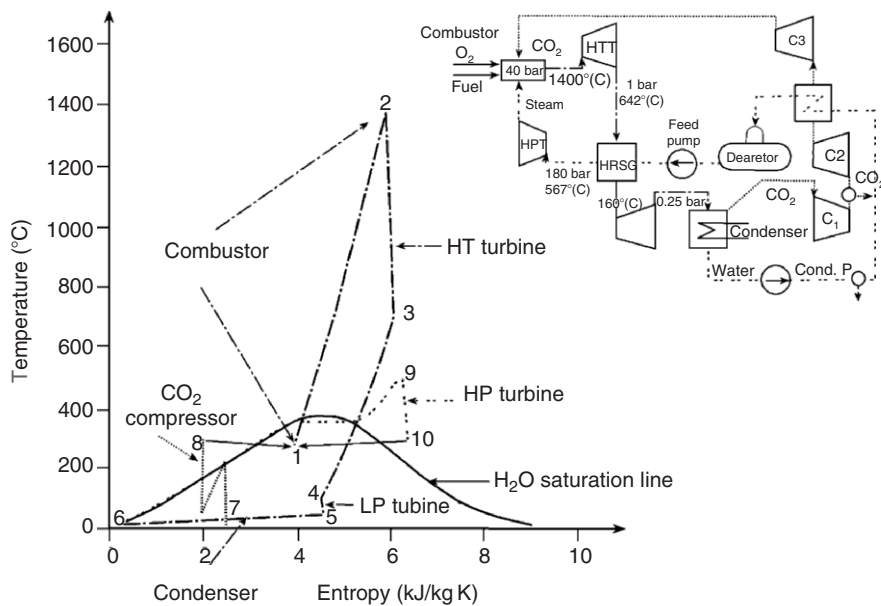 1600
1400
1200
1000
800
600
400
200
0
Temperature (°C)
0
2
4
6
8
10
Entropy (kJ/kg K)
Condenser
Combustor
HT turbine
HP turbine
CO2
compressor
H2O saturation line
LP tubine
1
2
3
4
5
6
7
8
9
10
Combustor
O2
Fuel
40 bar
CO2
1400°(C)
HTT
C3
1 bar
642°(C)
Steam
HPT
180 bar
567°(C)
HRSG
Feed
pump
Dearetor
C2
CO2
160°(C)
0.25 bar
CO2
C1
Condenser
Water
Cond. P